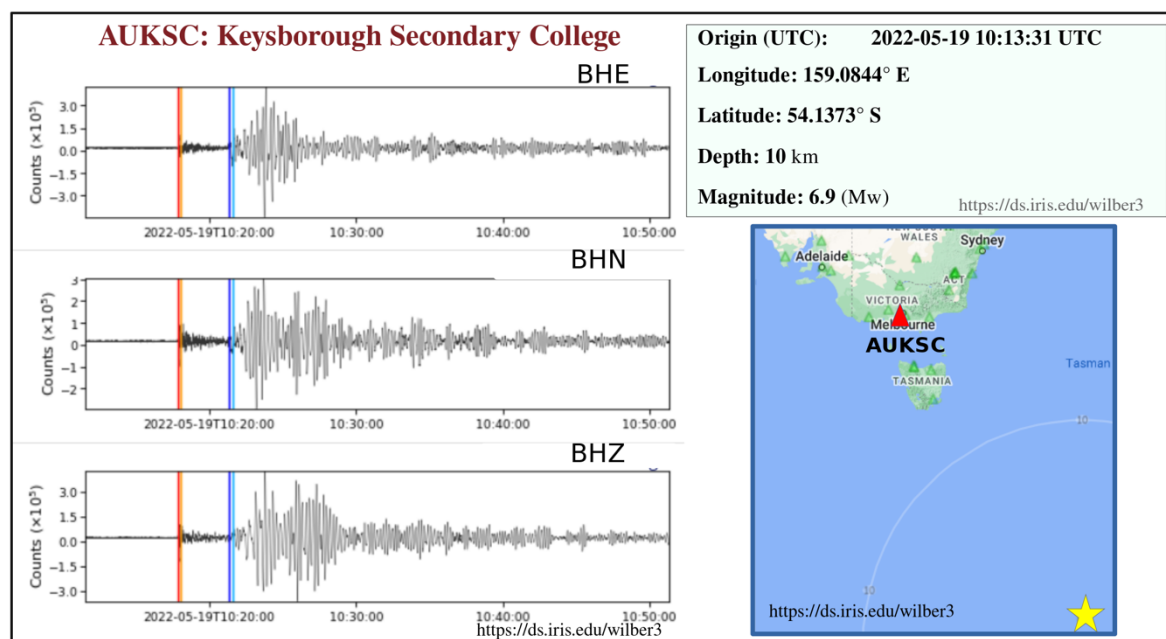 AUKSC: Keysborough Secondary College
BHE
Counts (×10⁵)
3.0
1.5
0.0
−1.5
−3.0
2022-05-19T10:20:00 10:30:00 10:40:00 10:50:00
BHN
Counts (×10⁵)
3
2
1
0
−1
−2
2022-05-19T10:20:00 10:30:00 10:40:00 10:50:00
BHZ
Counts (×10⁵)
3.0
1.5
0.0
−1.5
−3.0
2022-05-19T10:20:00 10:30:00 10:40:00 10:50:00
https://ds.iris.edu/wilber3
Origin (UTC): 2022-05-19 10:13:31 UTC
Longitude: 159.0844° E
Latitude: 54.1373° S
Depth: 10 km
Magnitude: 6.9 (Mw)
https://ds.iris.edu/wilber3
WALES
Sydney
Adelaide
ACT
VICTORIA
Melbourne
AUKSC
Tasman
TASMANIA
10
10
https://ds.iris.edu/wilber3